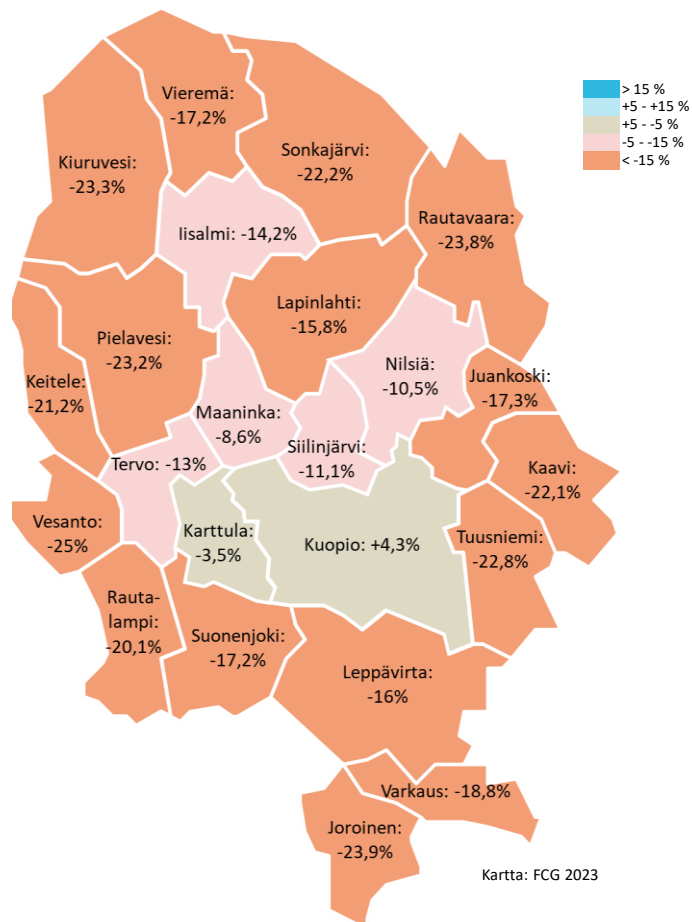 Vieremä:
-17,2%
> 15 %
+5 - +15 %
+5 - -5 %
-5 - -15 %
< -15 %
Kiuruvesi:
-23,3%
Sonkajärvi:
-22,2%
Rautavaara:
-23,8%
Iisalmi: -14,2%
Lapinlahti:
-15,8%
Pielavesi:
-23,2%
Nilsiä:
-10,5%
Juankoski:
-17,3%
Keitele:
-21,2%
Maaninka:
-8,6%
Siilinjärvi:
-11,1%
Kaavi:
-22,1%
Tervo: -13%
Vesanto:
-25%
Karttula:
-3,5%
Kuopio: +4,3%
Tuusniemi:
-22,8%
Rauta-
lampi:
-20,1%
Suonenjoki:
-17,2%
Leppävirta:
-16%
Varkaus: -18,8%
Joroinen:
-23,9%
Kartta: FCG 2023